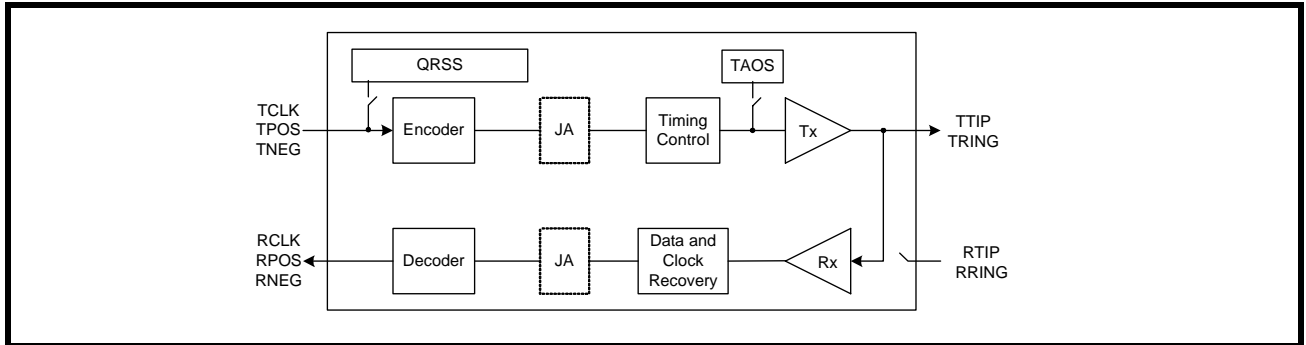 QRSS
TAOS
TCLK
TPOS
TNEG
Encoder
JA
Timing
Control
Tx
TTIP
TRING
RCLK
RPOS
RNEG
Decoder
JA
Data and
Clock
Recovery
Rx
RTIP
RRING